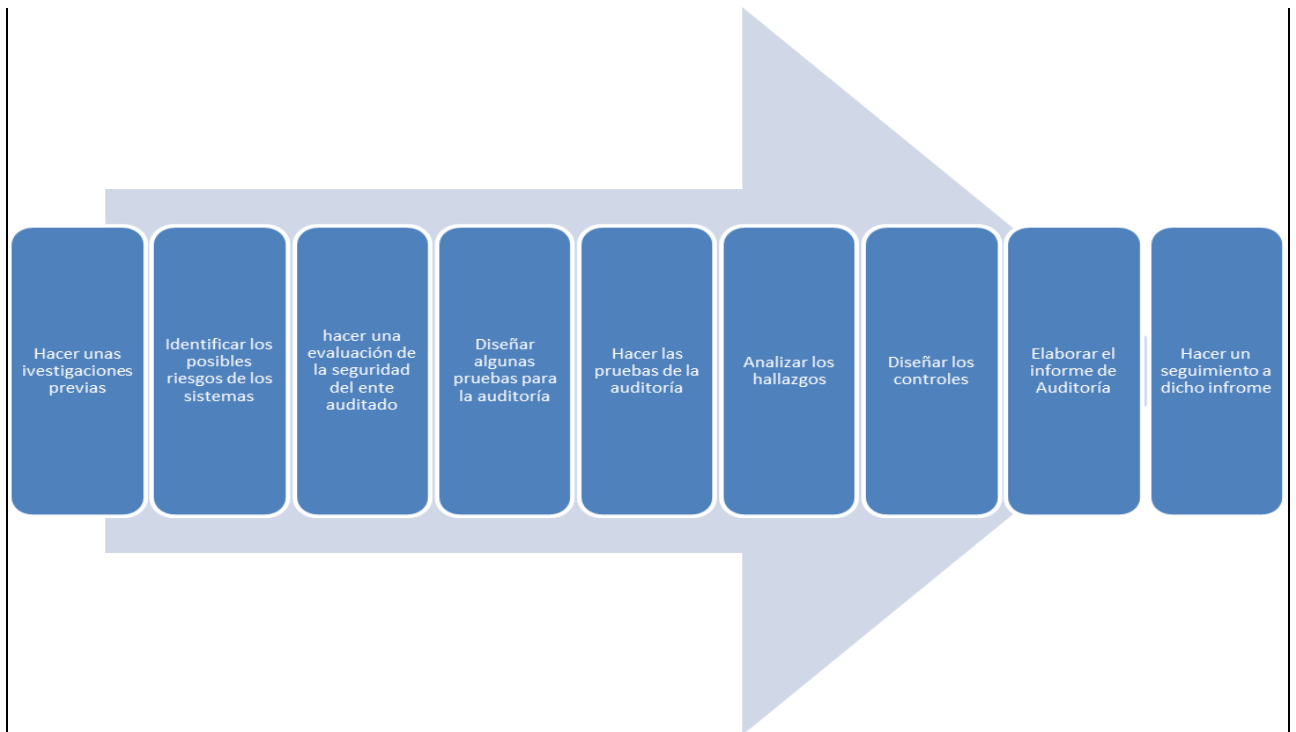 Hacer unas
ivestigaciones
previas
Identificar los
posibles
riesgos de los
sistemas
hacer una
evaluación de
la seguridad
del ente
auditado
Diseñar
algunas
pruebas para
la auditoría
Hacer las
pruebas de la
auditoría
Analizar los
hallazgos
Diseñar los
controles
Elaborar el
informe de
Auditoría
Hacer un
seguimiento a
dicho infrome